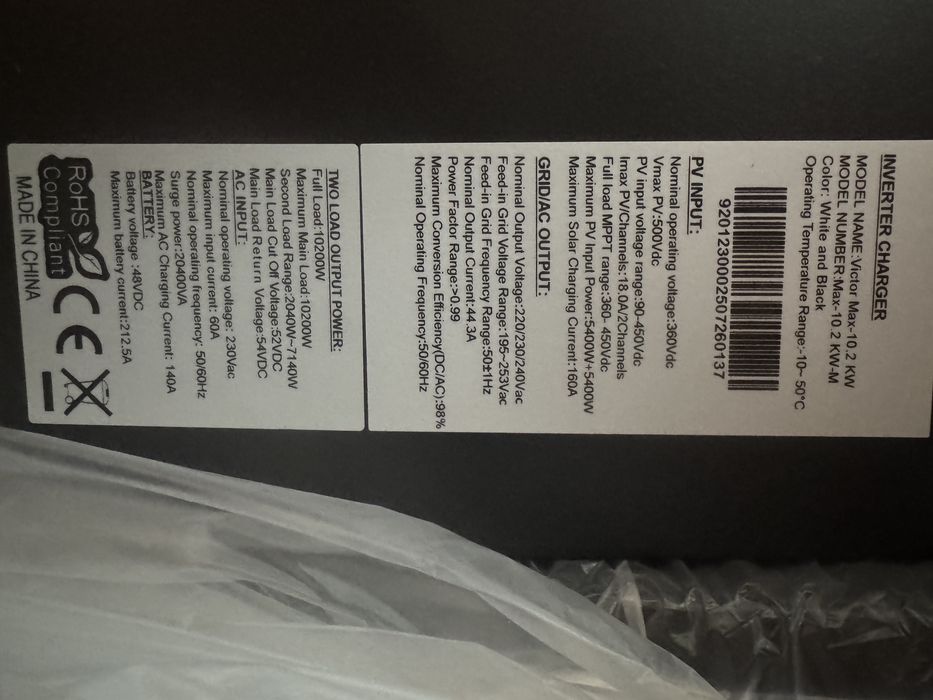 INVERTER CHARGER
MODEL NAME:Victor Max-10.2 KW
MODEL NUMBER:Max-10.2 KW-M
Color: White and Black
Operating Temperature Range:-10~ 50°C
92012300025072601​37
PV INPUT:
Nominal operating voltage:360Vdc
Vmax PV:500Vdc
PV input voltage range:90-450Vdc
Imax PV/Channels:18.0A/2Channels
Full load MPPT range:360- 450Vdc
Maximum PV Input Power:5400W+5400W
Maximum Solar Charging Current:160A
GRID/AC OUTPUT:
Nominal Output Voltage:220/230/240Vac
Feed-in Grid Voltage Range:195~253Vac
Feed-in Grid Frequency Range:50±1Hz
Nominal Output Current:44.3A
Power Factor Range:>0.99
Maximum Conversion Efficiency(DC/AC):98%
Nominal Operating Frequency:50/60Hz
TWO LOAD OUTPUT POWER:
Full Load:10200W
Maximum Main Load:10200W
Second Load Range:2040W~7140W
Main Load Cut Off Voltage:52VDC
Main Load Return Voltage:54VDC
AC INPUT:
Nominal operating voltage: 230Vac
Maximum input current: 60A
Nominal operating frequency: 50/60Hz
Surge power:20400VA
Maximum AC Charging Current: 140A
BATTERY:
Battery voltage :48VDC
Maximum battery current:212.5A
RoHS
Compliant
CE
MADE IN CHINA